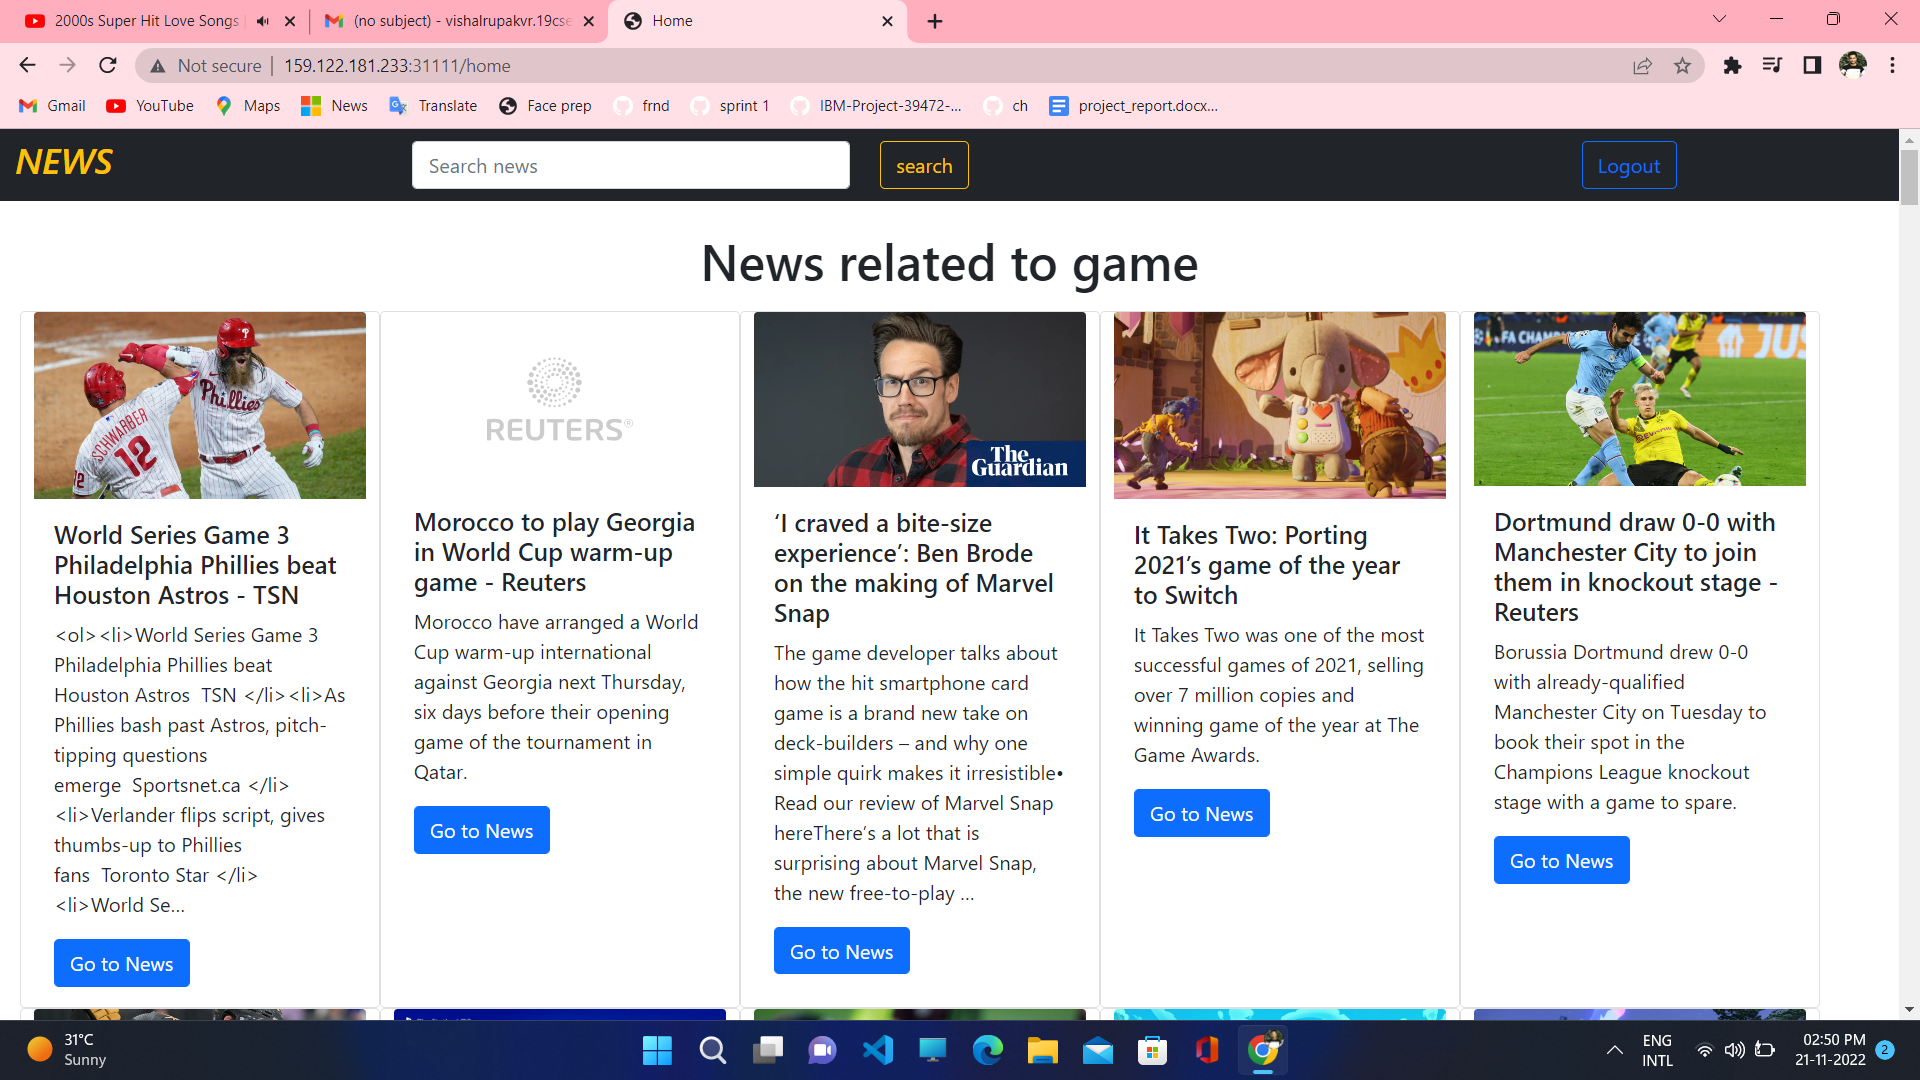 2000s Super Hit Love Songs
(no subject) - vishalrupakvr.19cse
Home
Not secure
159.122.181.233:31111/home
Gmail
YouTube
Maps
News
Translate
Face prep
frnd
sprint 1
IBM-Project-39472-...
ch
project_report.docx...
NEWS
Search news
search
Logout
News related to game
Phillies
SCHWARBER
12
REUTERS®
The
Guardian
FA CHAMP
JUS
World Series Game 3
Philadelphia Phillies beat
Houston Astros - TSN
<ol><li>World Series Game 3
Philadelphia Phillies beat
Houston Astros  TSN </li><li>As
Phillies bash past Astros, pitch-
tipping questions
emerge  Sportsnet.ca </li>
<li>Verlander flips script, gives
thumbs-up to Phillies
fans  Toronto Star </li>
<li>World Se...
Go to News
Morocco to play Georgia
in World Cup warm-up
game - Reuters
Morocco have arranged a World
Cup warm-up international
against Georgia next Thursday,
six days before their opening
game of the tournament in
Qatar.
Go to News
‘I craved a bite-size
experience’: Ben Brode
on the making of Marvel
Snap
The game developer talks about
how the hit smartphone card
game is a brand new take on
deck-builders – and why one
simple quirk makes it irresistible•
Read our review of Marvel Snap
hereThere’s a lot that is
surprising about Marvel Snap,
the new free-to-play …
Go to News
It Takes Two: Porting
2021’s game of the year
to Switch
It Takes Two was one of the most
successful games of 2021, selling
over 7 million copies and
winning game of the year at The
Game Awards.
Go to News
Dortmund draw 0-0 with
Manchester City to join
them in knockout stage -
Reuters
Borussia Dortmund drew 0-0
with already-qualified
Manchester City on Tuesday to
book their spot in the
Champions League knockout
stage with a game to spare.
Go to News
31°C
Sunny
ENG
INTL
02:50 PM
21-11-2022
2